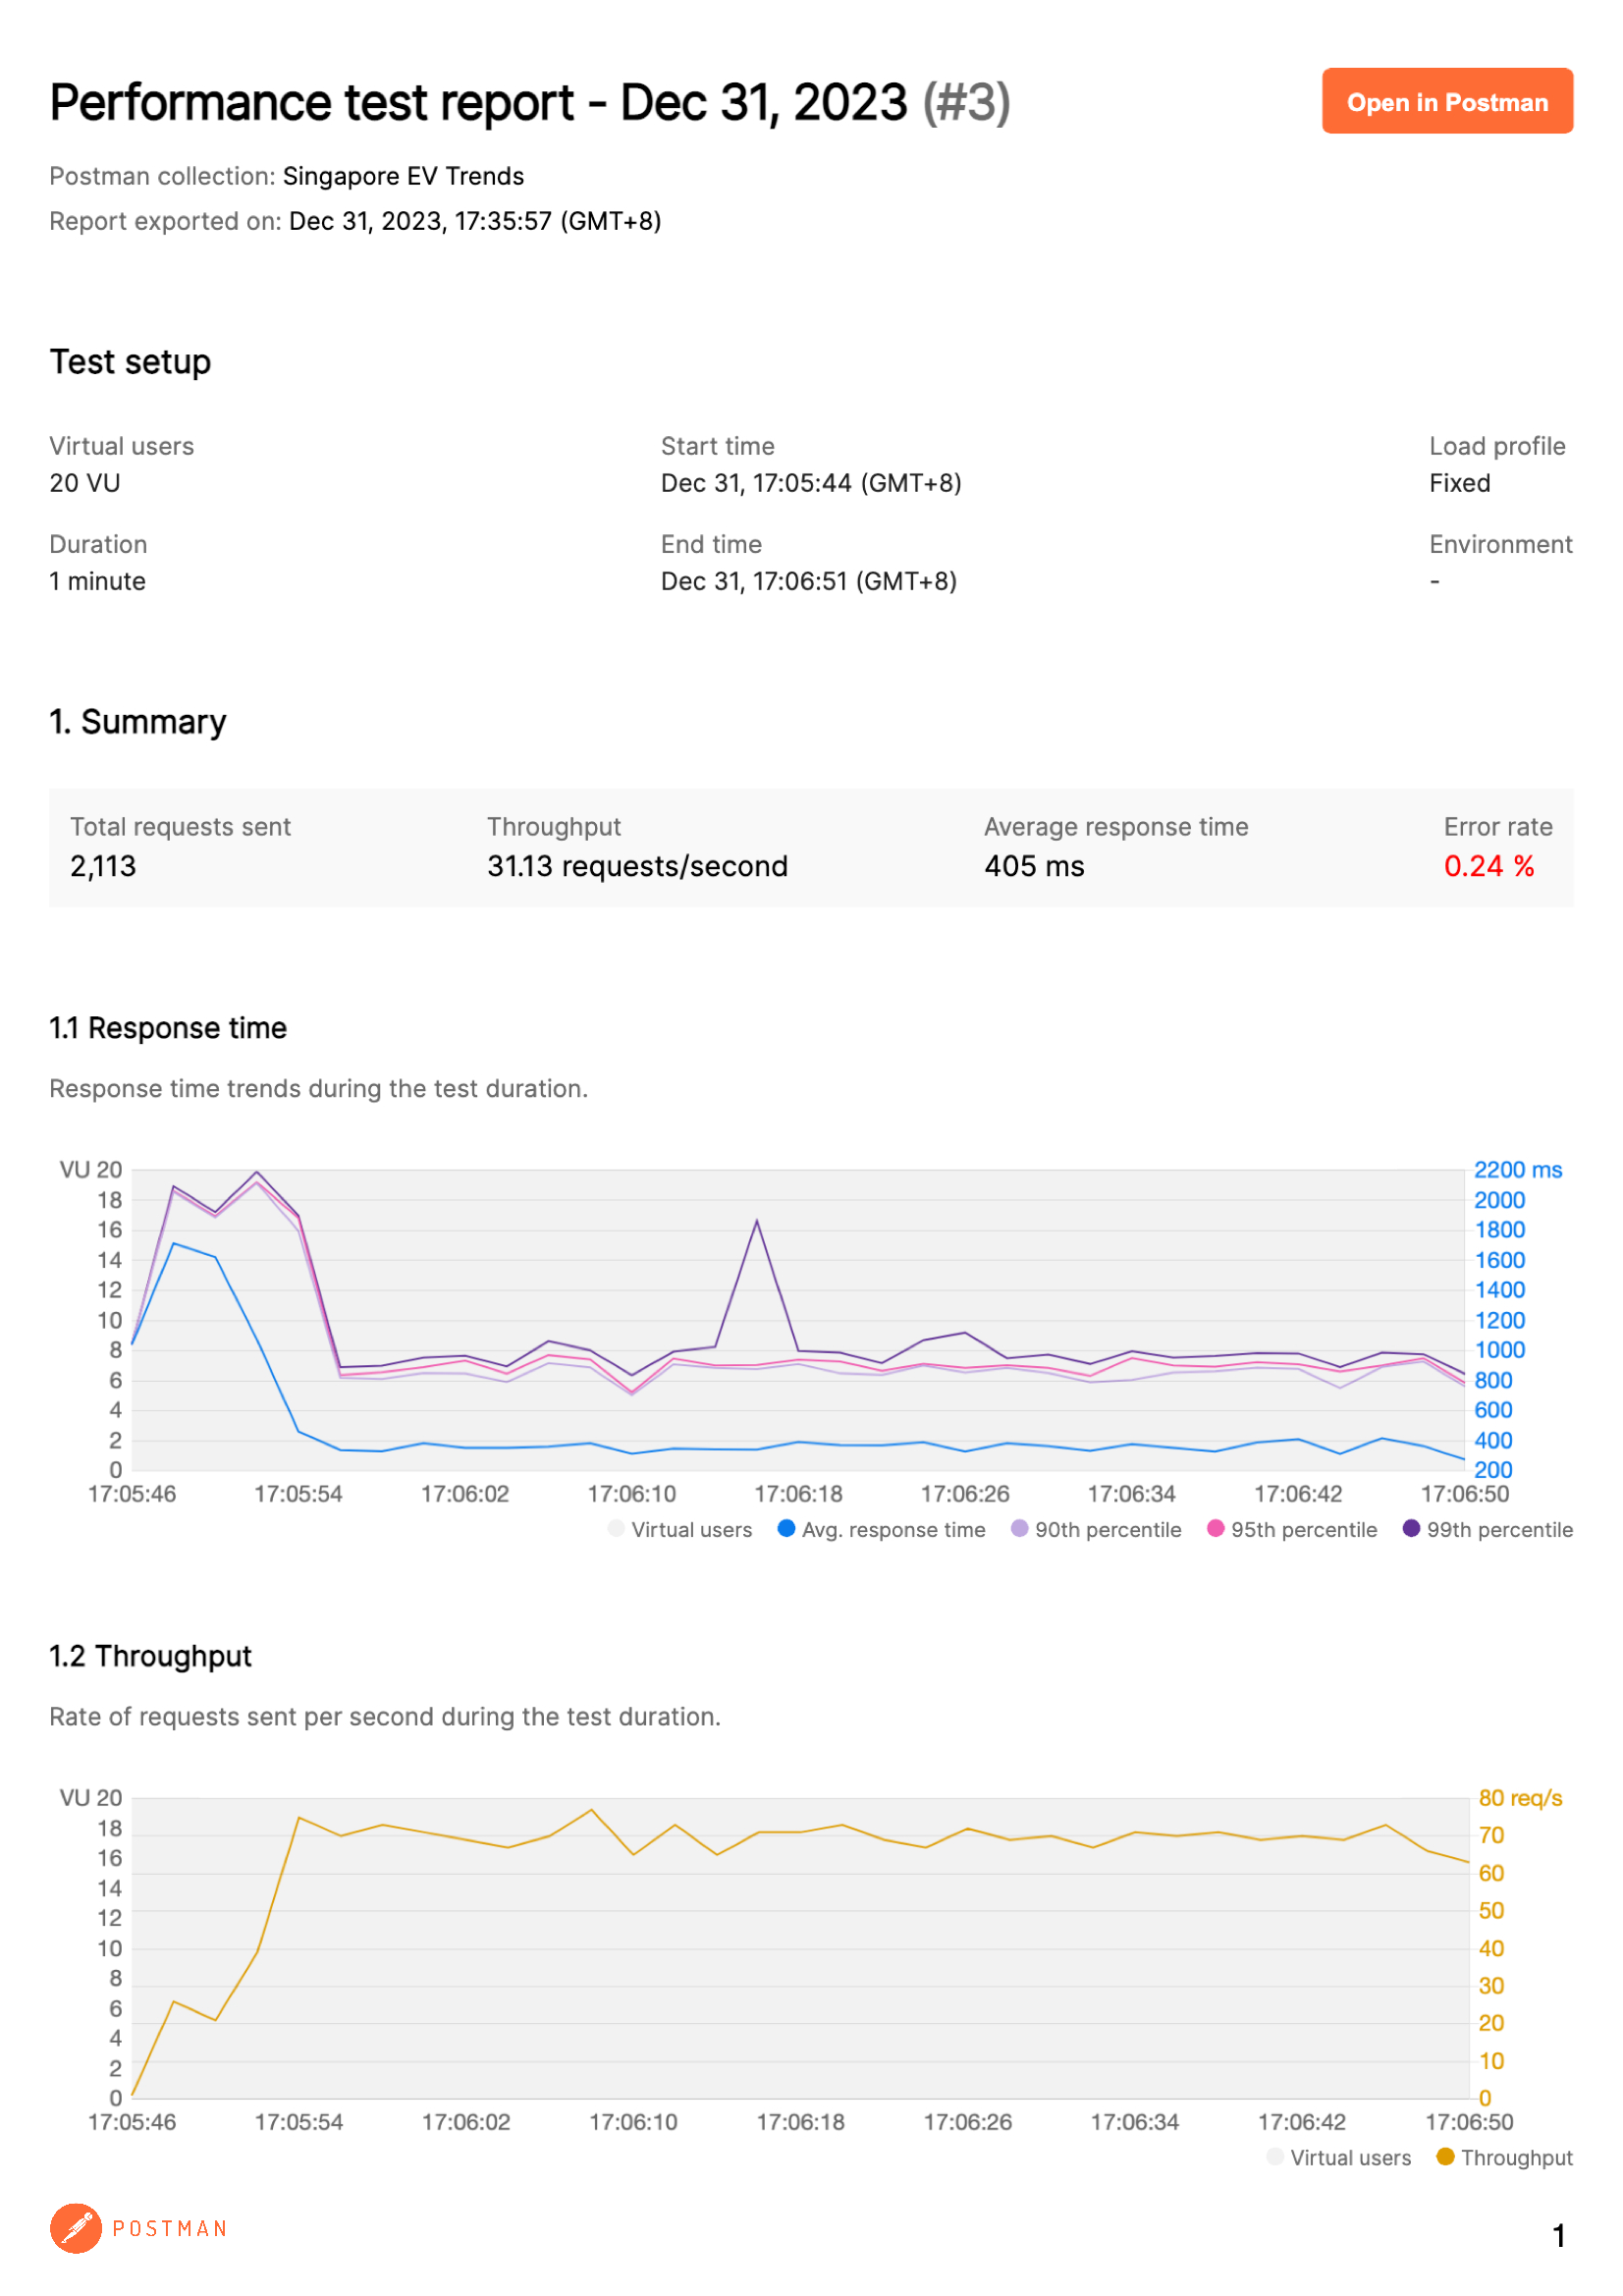 Performance test report - Dec 31, 2023 (#3)
Open in Postman
Postman collection: Singapore EV Trends
Report exported on: Dec 31, 2023, 17:35:57 (GMT+8)
Test setup
Virtual users
20 VU
Start time
Dec 31, 17:05:44 (GMT+8)
Load profile
Fixed
Duration
1 minute
End time
Dec 31, 17:06:51 (GMT+8)
Environment
-
1. Summary
Total requests sent
2,113
Throughput
31.13 requests/second
Average response time
405 ms
Error rate
0.24 %
1.1 Response time
Response time trends during the test duration.
VU 20
18
16
14
12
10
8
6
4
2
0
2200 ms
2000
1800
1600
1400
1200
1000
800
600
400
200
17:05:46 17:05:54 17:06:02 17:06:10 17:06:18 17:06:26 17:06:34 17:06:42 17:06:50
Virtual users Avg. response time 90th percentile 95th percentile 99th percentile
1.2 Throughput
Rate of requests sent per second during the test duration.
VU 20
18
16
14
12
10
8
6
4
2
0
80 req/s
70
60
50
40
30
20
10
0
17:05:46 17:05:54 17:06:02 17:06:10 17:06:18 17:06:26 17:06:34 17:06:42 17:06:50
Virtual users Throughput
POSTMAN
1